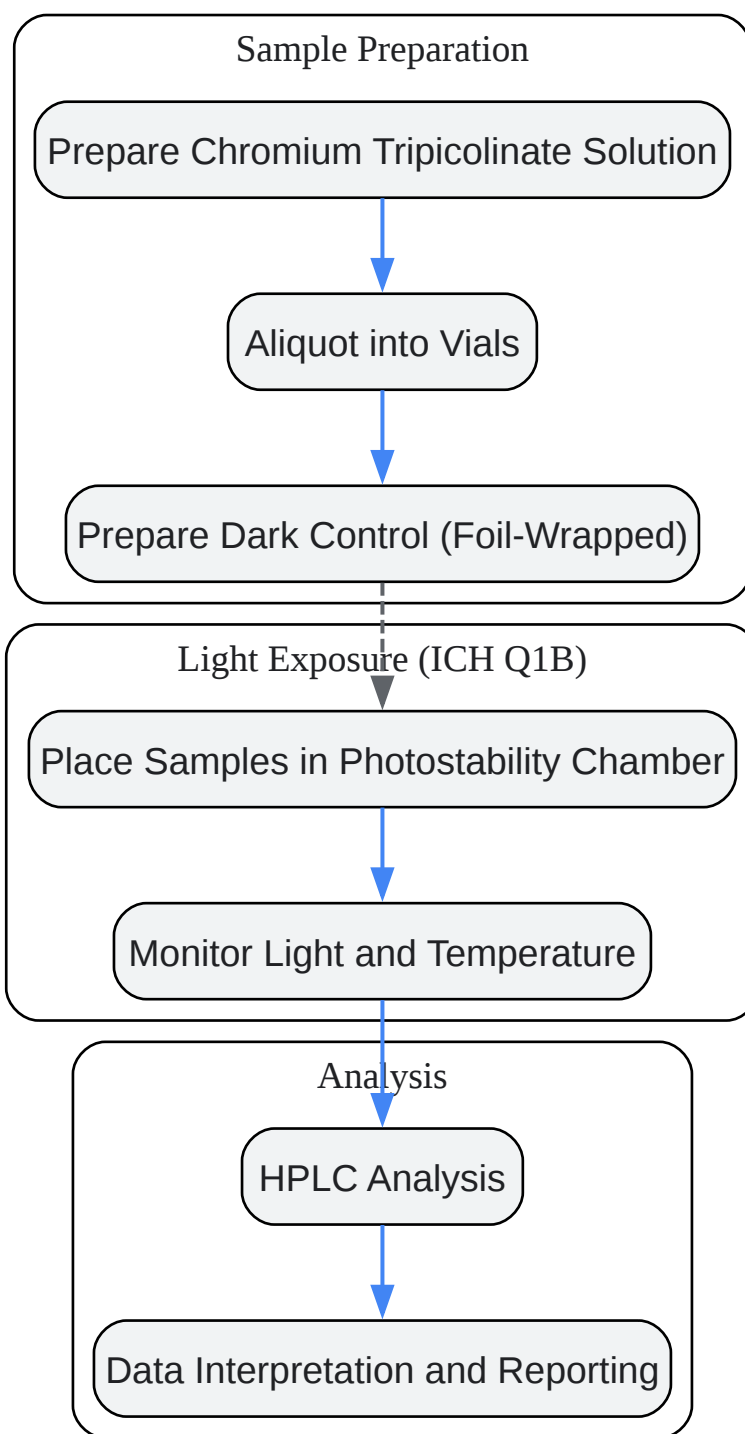 Sample Preparation
Prepare Chromium Tripicolinate Solution
Aliquot into Vials
Prepare Dark Control (Foil-Wrapped)
Light Exposure (ICH Q1B)
Place Samples in Photostability Chamber
Monitor Light and Temperature
Analysis
HPLC Analysis
Data Interpretation and Reporting